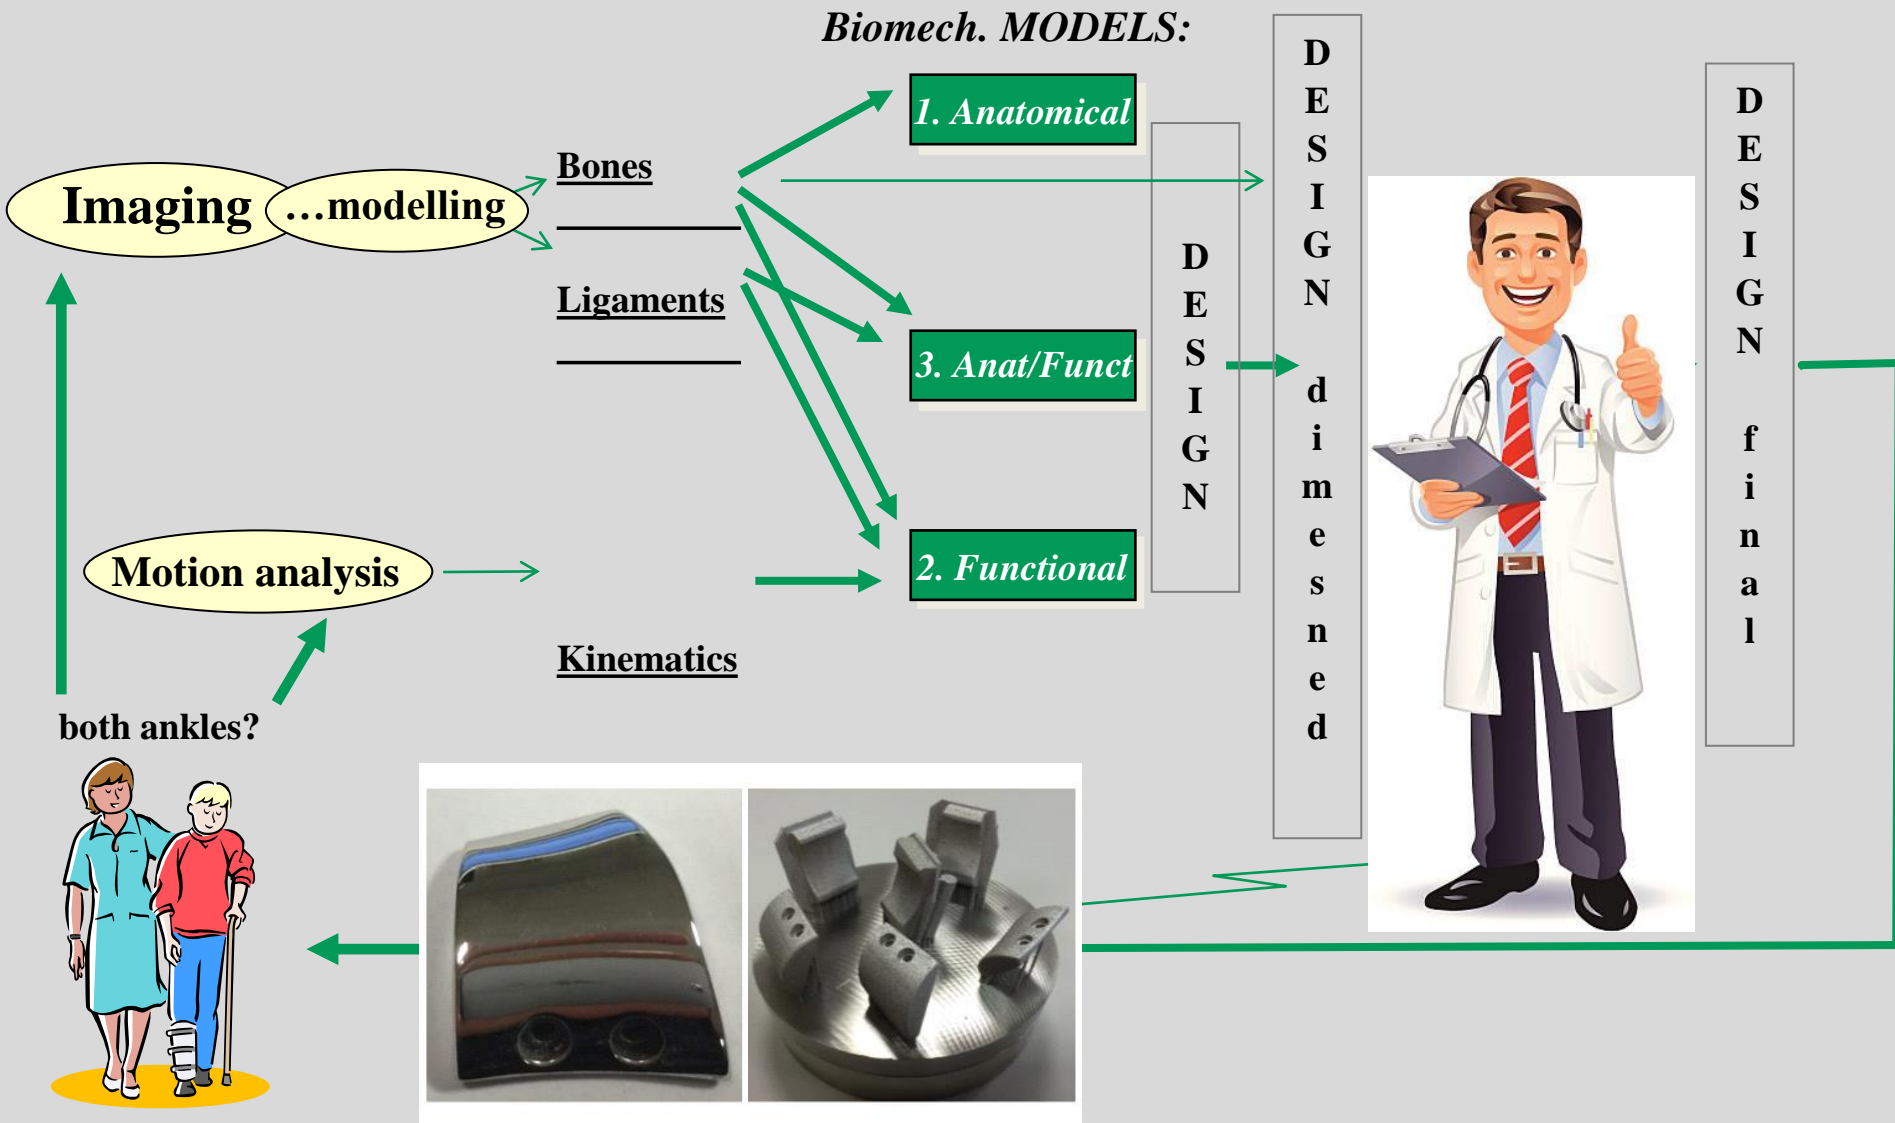 Biomech. MODELS:
1. Anatomical
Bones
Imaging
…modelling
Ligaments
3. Anat/Funct
Motion analysis
2. Functional
Kinematics
both ankles?
DESIGN
DESIGN dimesned
DESIGN final